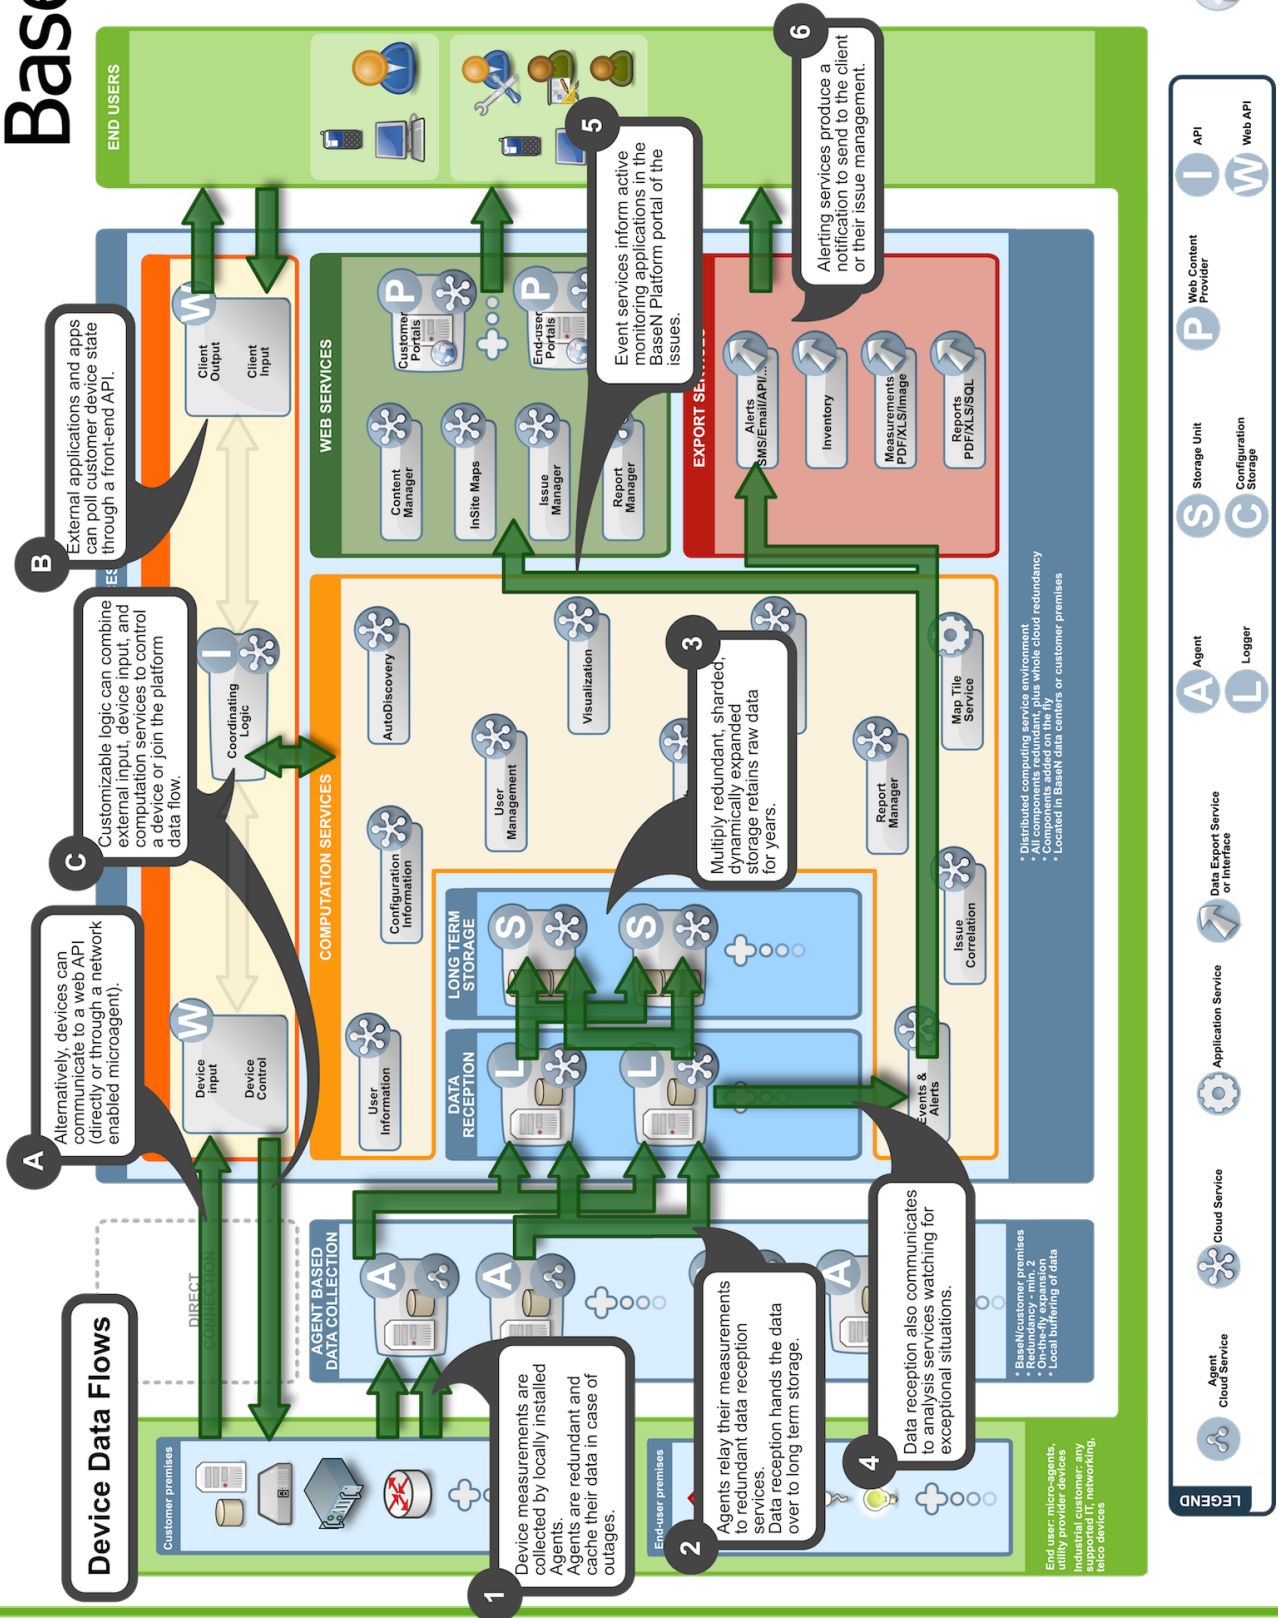 Base
Device Data Flows
A
Alternatively, devices can
communicate to a web API
(directly or through a network
enabled microagent).
C
Customizable logic can combine
external input, device input, and
computation services to control
a device or join the platform
data flow.
B
External applications and apps
can poll customer device state
through a front-end API.
END USERS
DIRECT
CONNECTION
W
Device
input
Device
Control
Coordinating
Logic
I
W
Client
Output
Client
Input
Customer premises
AGENT BASED
DATA COLLECTION
A
A
A
* BaseN/customer premises
* Redundancy - min. 2
* On-the-fly expansion
* Local buffering of data
COMPUTATION SERVICES
User
Information
Configuration
Information
AutoDiscovery
User
Management
Visualization
Report
Manager
Map Tile
Service
Issue
Correlation
Events &
Alerts
DATA
RECEPTION
L
L
LONG TERM
STORAGE
S
S
WEB SERVICES
Content
Manager
InSite Maps
Issue
Manager
Report
Manager
Customer
Portals
P
End-user
Portals
P
EXPORT SE
Alerts
SMS/Email/API/...
Inventory
Measurements
PDF/XLS/Image
Reports
PDF/XLS/SQL
1
Device measurements are
collected by locally installed
Agents.
Agents are redundant and
cache their data in case of
outages.
2
Agents relay their measurements
to redundant data reception
services.
Data reception hands the data
over to long term storage.
3
Multiply redundant, sharded,
dynamically expanded
storage retains raw data
for years.
4
Data reception also communicates
to analysis services watching for
exceptional situations.
5
Event services inform active
monitoring applications in the
BaseN Platform portal of the
issues.
6
Alerting services produce a
notification to send to the client
or their issue management.
End-user premises
End user: micro-agents,
utility provider devices
Industrial customer: any
supported IT, networking,
telco devices
* Distributed computing service environment
* All components redundant, plus whole cloud redundancy
* Components added on the fly
* Located in BaseN data centers or customer premises
LEGEND
Agent
Cloud Service
Cloud Service
Application Service
Data Export Service
or Interface
A
Agent
L
Logger
S
Storage Unit
C
Configuration
Storage
P
Web Content
Provider
I
API
W
Web API